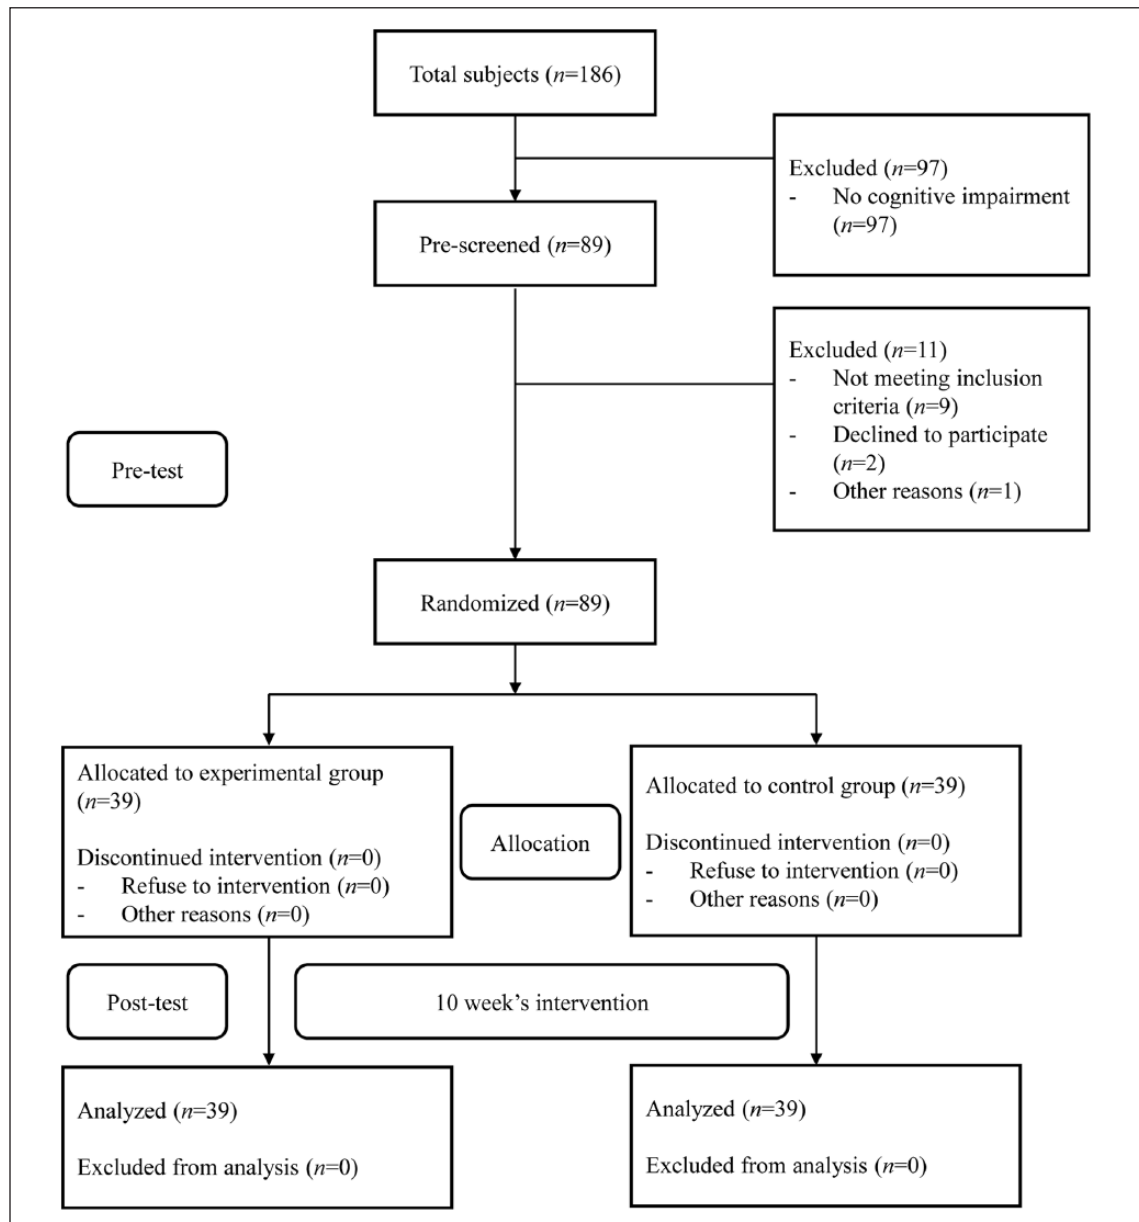 Total subjects (n=186)
Excluded (n=97)
- No cognitive impairment
(n=97)
Pre-screened (n=89)
Excluded (n=11)
- Not meeting inclusion
criteria (n=9)
- Declined to participate
(n=2)
- Other reasons (n=1)
Pre-test
Randomized (n=89)
Allocated to experimental group
(n=39)
Discontinued intervention (n=0)
- Refuse to intervention (n=0)
- Other reasons (n=0)
Allocation
Allocated to control group (n=39)
Discontinued intervention (n=0)
- Refuse to intervention (n=0)
- Other reasons (n=0)
Post-test
10 week's intervention
Analyzed (n=39)
Excluded from analysis (n=0)
Analyzed (n=39)
Excluded from analysis (n=0)